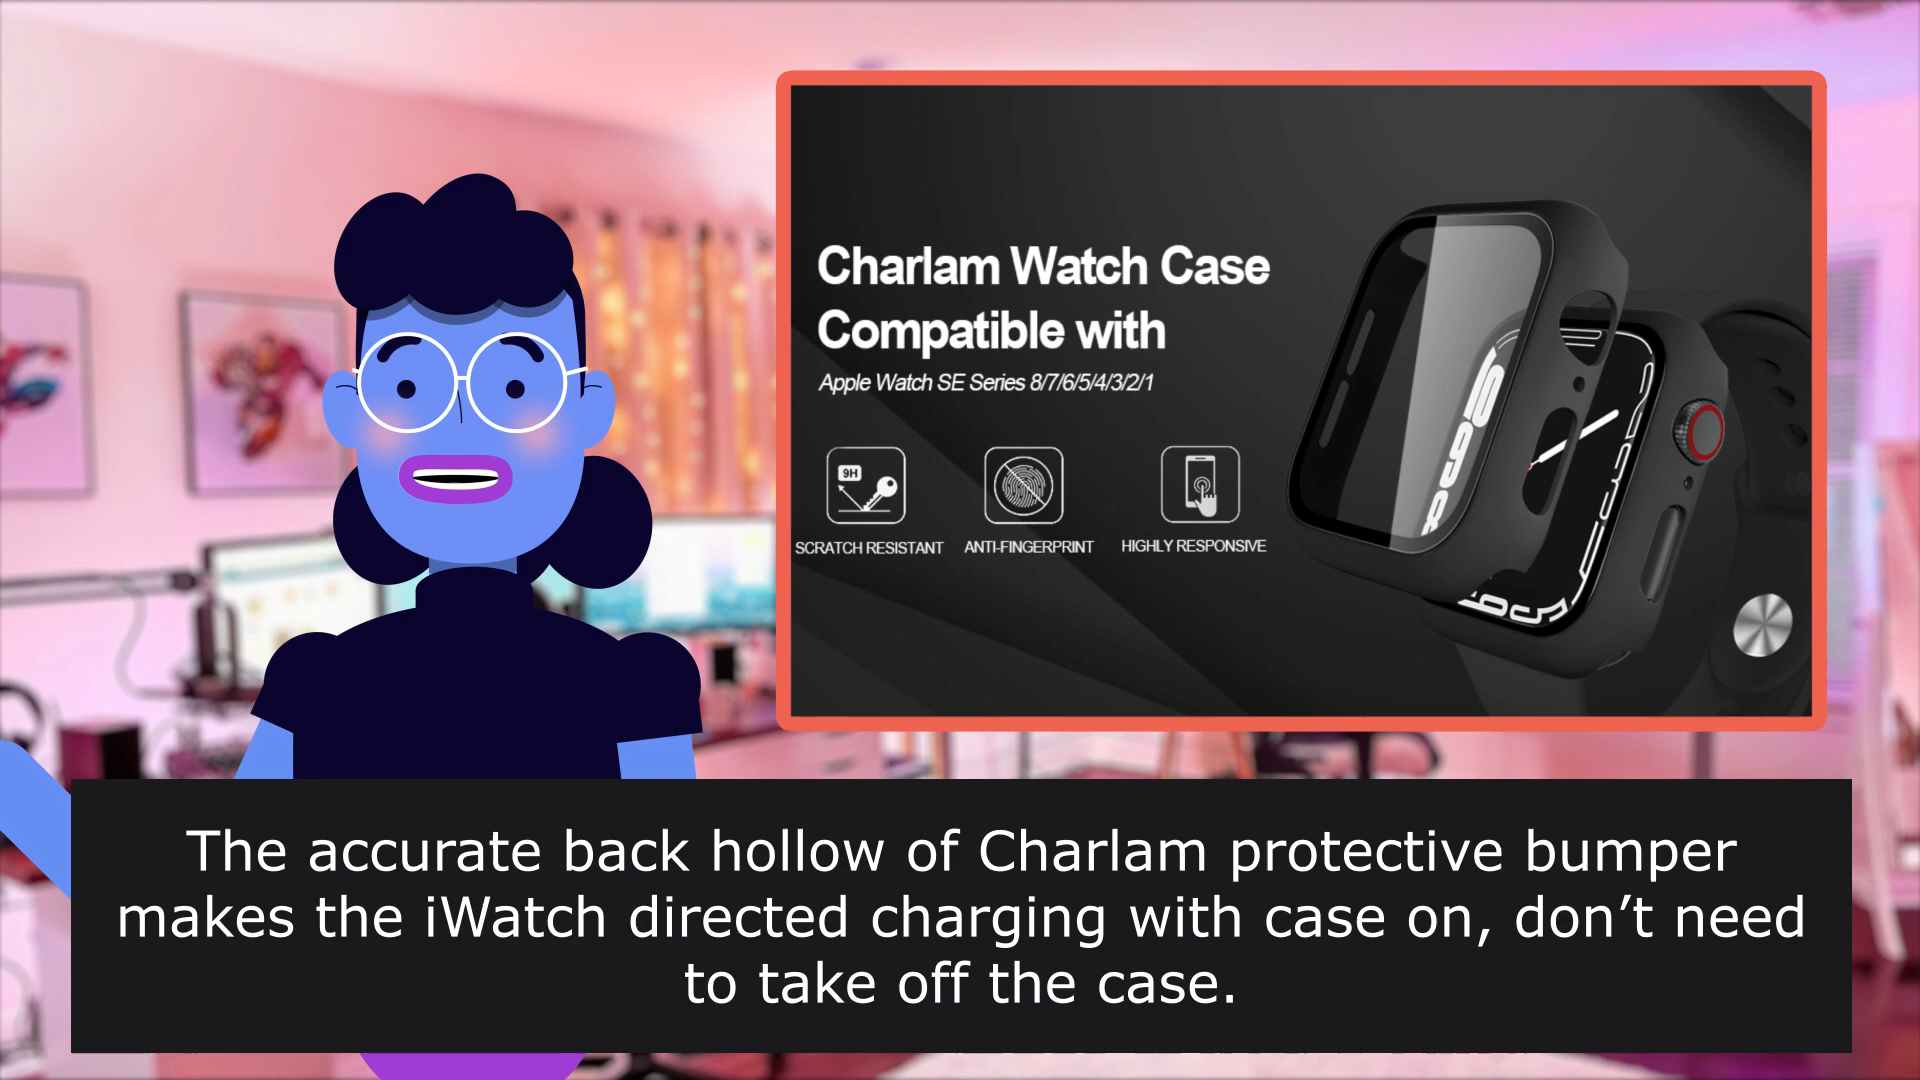 Charlam Watch Case
Compatible with
Apple Watch SE Series 8/7/6/5/4/3/2/1
9H
SCRATCH RESISTANT
ANTI-FINGERPRINT
HIGHLY RESPONSIVE
The accurate back hollow of Charlam protective bumper
makes the iWatch directed charging with case on, don’t need
to take off the case.